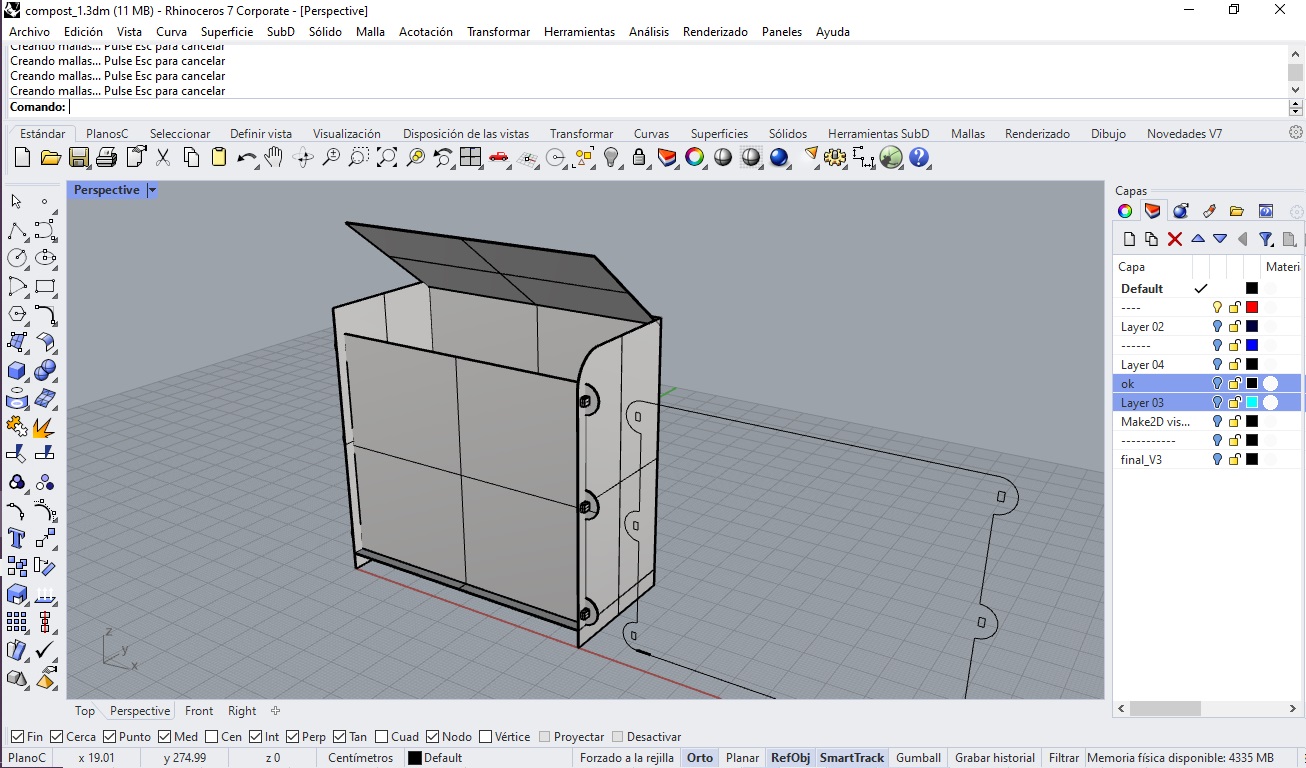 compost_1.3dm (11 MB) - Rhinoceros 7 Corporate - [Perspective]
Archivo Edición Vista Curva Superficie SubD Sólido Malla Acotación Transformar Herramientas Análisis Renderizado Paneles Ayuda
Creando mallas... Pulse Esc para cancelar
Creando mallas... Pulse Esc para cancelar
Creando mallas... Pulse Esc para cancelar
Creando mallas... Pulse Esc para cancelar
Comando:
Estándar PlanosC Seleccionar Definir vista Visualización Disposición de las vistas Transformar Curvas Superficies Sólidos Herramientas SubD Mallas Renderizado Dibujo Novedades V7
Perspective
Capas
Capa Materi
Default
----
Layer 02
------
Layer 04
ok
Layer 03
Make2D vis...
-----------
final_V3
z
y
x
Top Perspective Front Right
Fin Cerca Punto Med Cen Int Perp Tan Cuad Nodo Vértice Proyectar Desactivar
PlanoC x 19.01 y 274.99 z 0 Centímetros Default Forzado a la rejilla Orto Planar RefObj SmartTrack Gumball Grabar historial Filtrar Memoria física disponible: 4335 MB